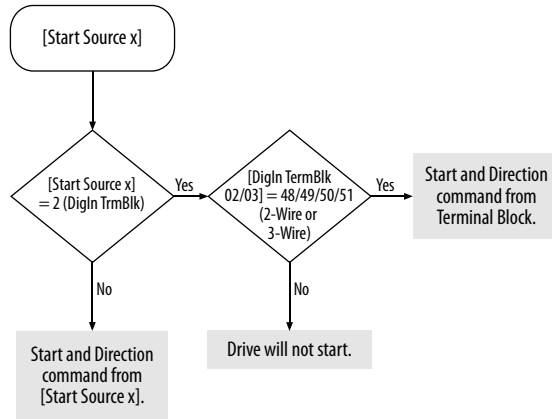 [Start Source x]
[Start Source x]
= 2 (DigIn TrmBlk)
Yes
[DigIn TermBlk
02/03] = 48/49/50/51
(2-Wire or
3-Wire)
Yes
Start and Direction
command from
Terminal Block.
No
No
Start and Direction
command from
[Start Source x].
Drive will not start.